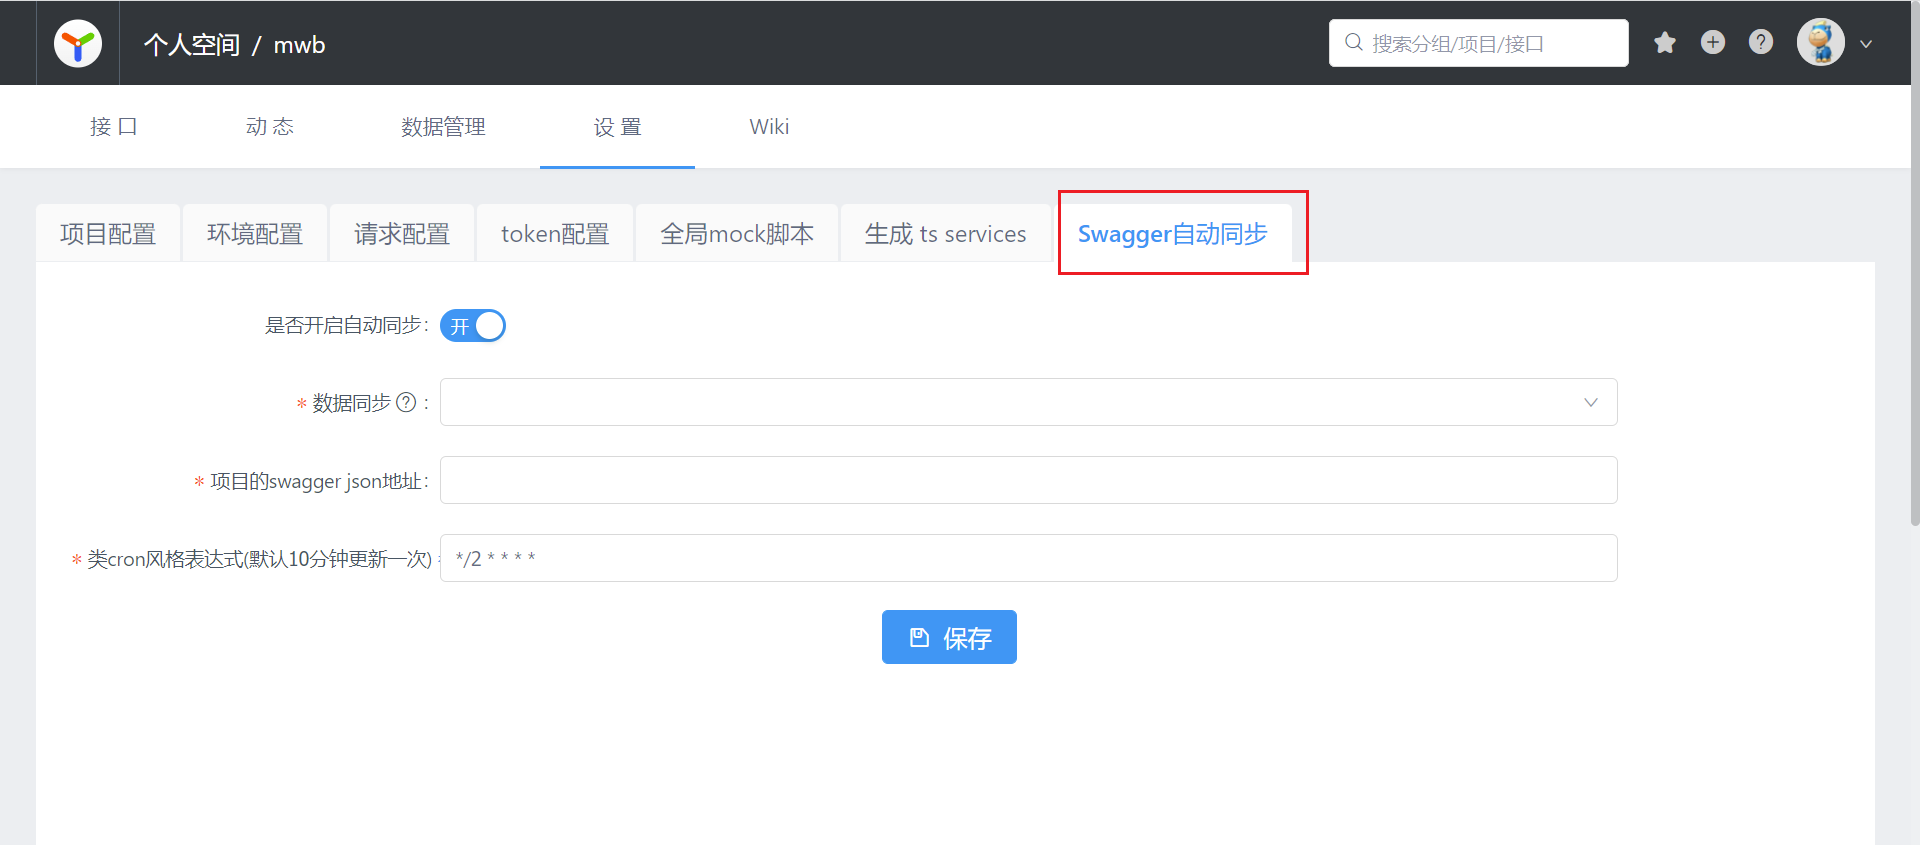 个人空间 / mwb
搜索分组/项目/接口
接 口 动 态 数据管理 设 置 Wiki
项目配置 环境配置 请求配置 token配置 全局mock脚本 生成 ts services Swagger自动同步
是否开启自动同步: 开
* 数据同步 ? :
* 项目的swagger json地址:
* 类cron风格表达式(默认10分钟更新一次) : */2 * * * *
保存